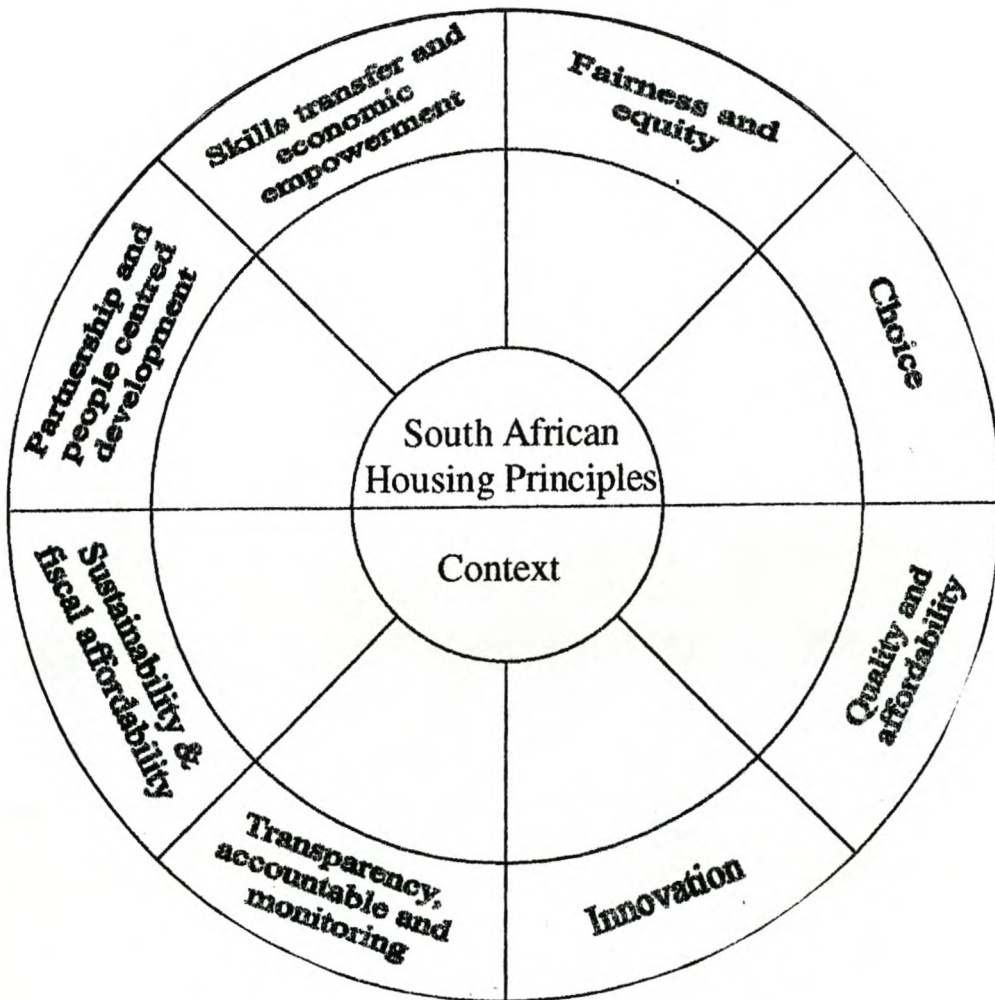 Skills transfer and
economic
empowerment
Fairness and
equity
Choice
Quality and
affordability
Innovation
Transparency,
accountable and
monitoring
Sustainability &
fiscal affordability
Partnership and
people centred
development
South African
Housing Principles
Context